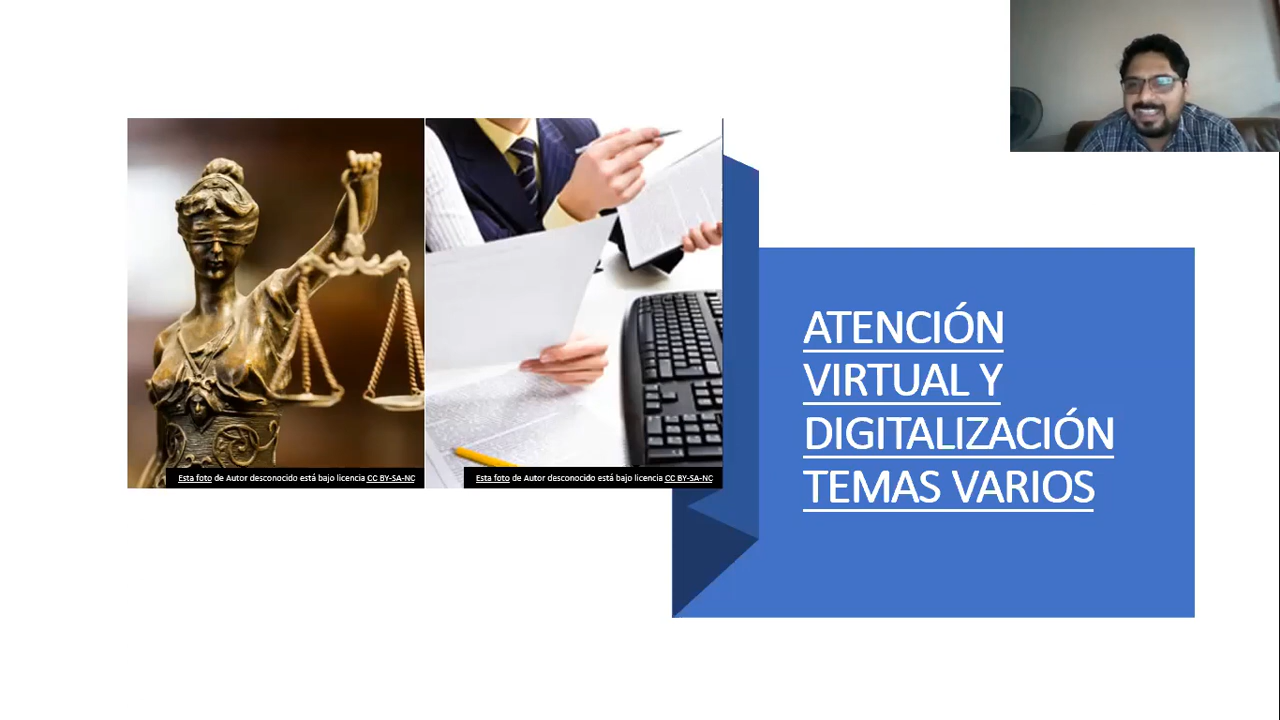 ATENCIÓN
VIRTUAL Y
DIGITALIZACIÓN
TEMAS VARIOS
Esta foto de Autor desconocido está bajo licencia CC BY-SA-NC
Esta foto de Autor desconocido está bajo licencia CC BY-SA-NC